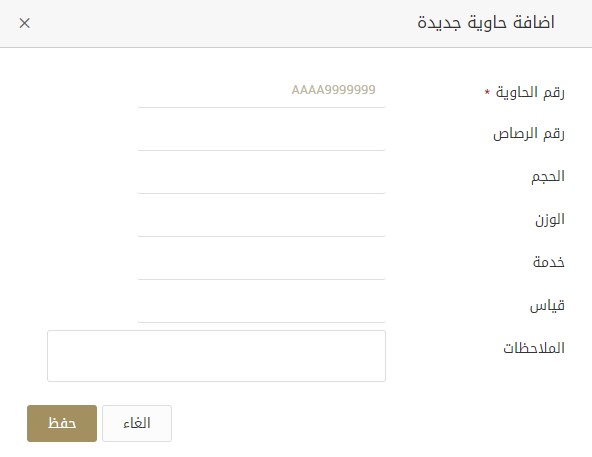 اضافة حاوية جديدة ×
رقم الحاوية * AAAA9999999
رقم الرصاص
الحجم
الوزن
خدمة
قياس
الملاحظات
الغاء حفظ